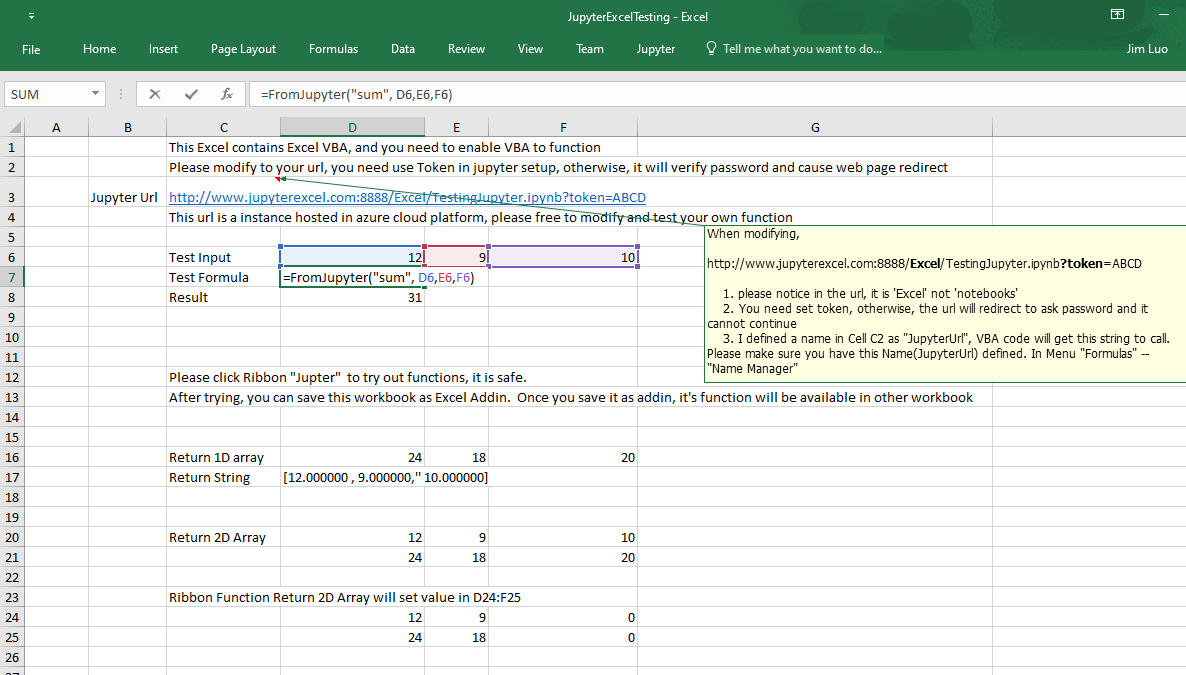 JupyterExcelTesting - Excel
File Home Insert Page Layout Formulas Data Review View Team Jupyter Tell me what you want to do... Jim Luo
SUM fx =FromJupyter("sum", D6,E6,F6)
A B C D E F G
1 This Excel contains Excel VBA, and you need to enable VBA to function
2 Please modify to your url, you need use Token in jupyter setup, otherwise, it will verify password and cause web page redirect
3 Jupyter Url http://www.jupyterexcel.com:8888/Excel/TestingJupyter.ipynb?token=ABCD
4 This url is a instance hosted in azure cloud platform, please free to modify and test your own function
5
6 Test Input 12 9 10
7 Test Formula =FromJupyter("sum", D6,E6,F6)
8 Result 31
9
10
11
12 Please click Ribbon "Jupter" to try out functions, it is safe.
13 After trying, you can save this workbook as Excel Addin. Once you save it as addin, it's function will be available in other workbook
14
15
16 Return 1D array 24 18 20
17 Return String [12.000000 , 9.000000," 10.000000]
18
19
20 Return 2D Array 12 9 10
21 24 18 20
22
23 Ribbon Function Return 2D Array will set value in D24:F25
24 12 9 0
25 24 18 0
26
When modifying,
http://www.jupyterexcel.com:8888/Excel/TestingJupyter.ipynb?token=ABCD
1. please notice in the url, it is 'Excel' not 'notebooks'
2. You need set token, otherwise, the url will redirect to ask password and it
cannot continue
3. I defined a name in Cell C2 as "JupyterUrl", VBA code will get this string to call.
Please make sure you have this Name(JupyterUrl) defined. In Menu "Formulas" --
"Name Manager"